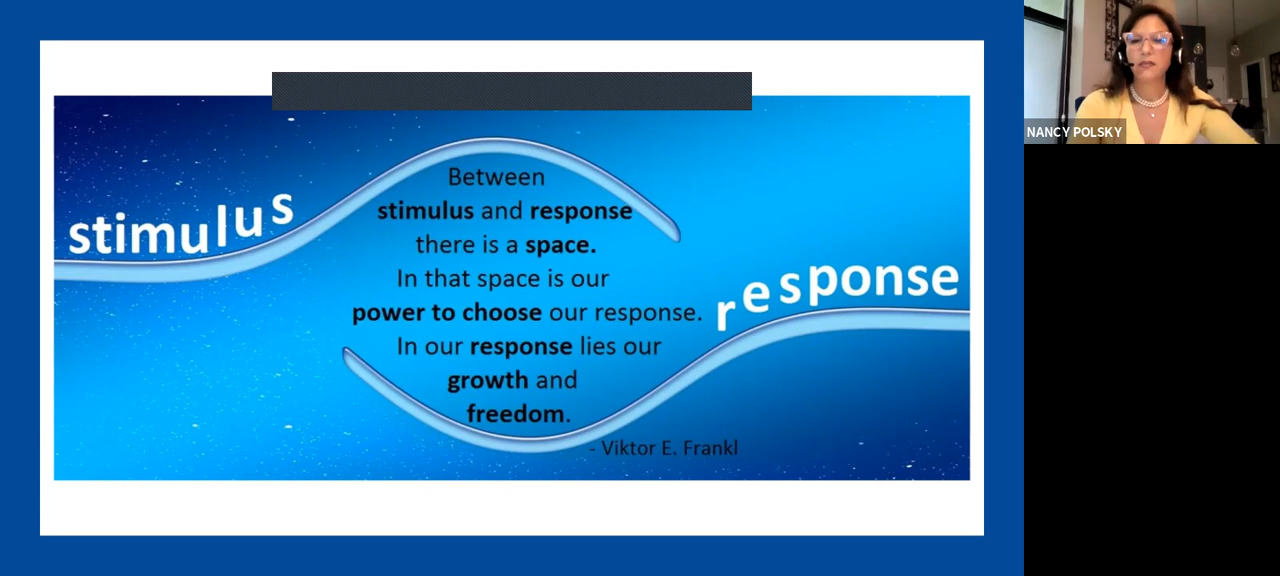 stimulus
Between
stimulus and response
there is a space.
In that space is our
power to choose our response.
In our response lies our
growth and
freedom.
- Viktor E. Frankl
response
NANCY POLSKY